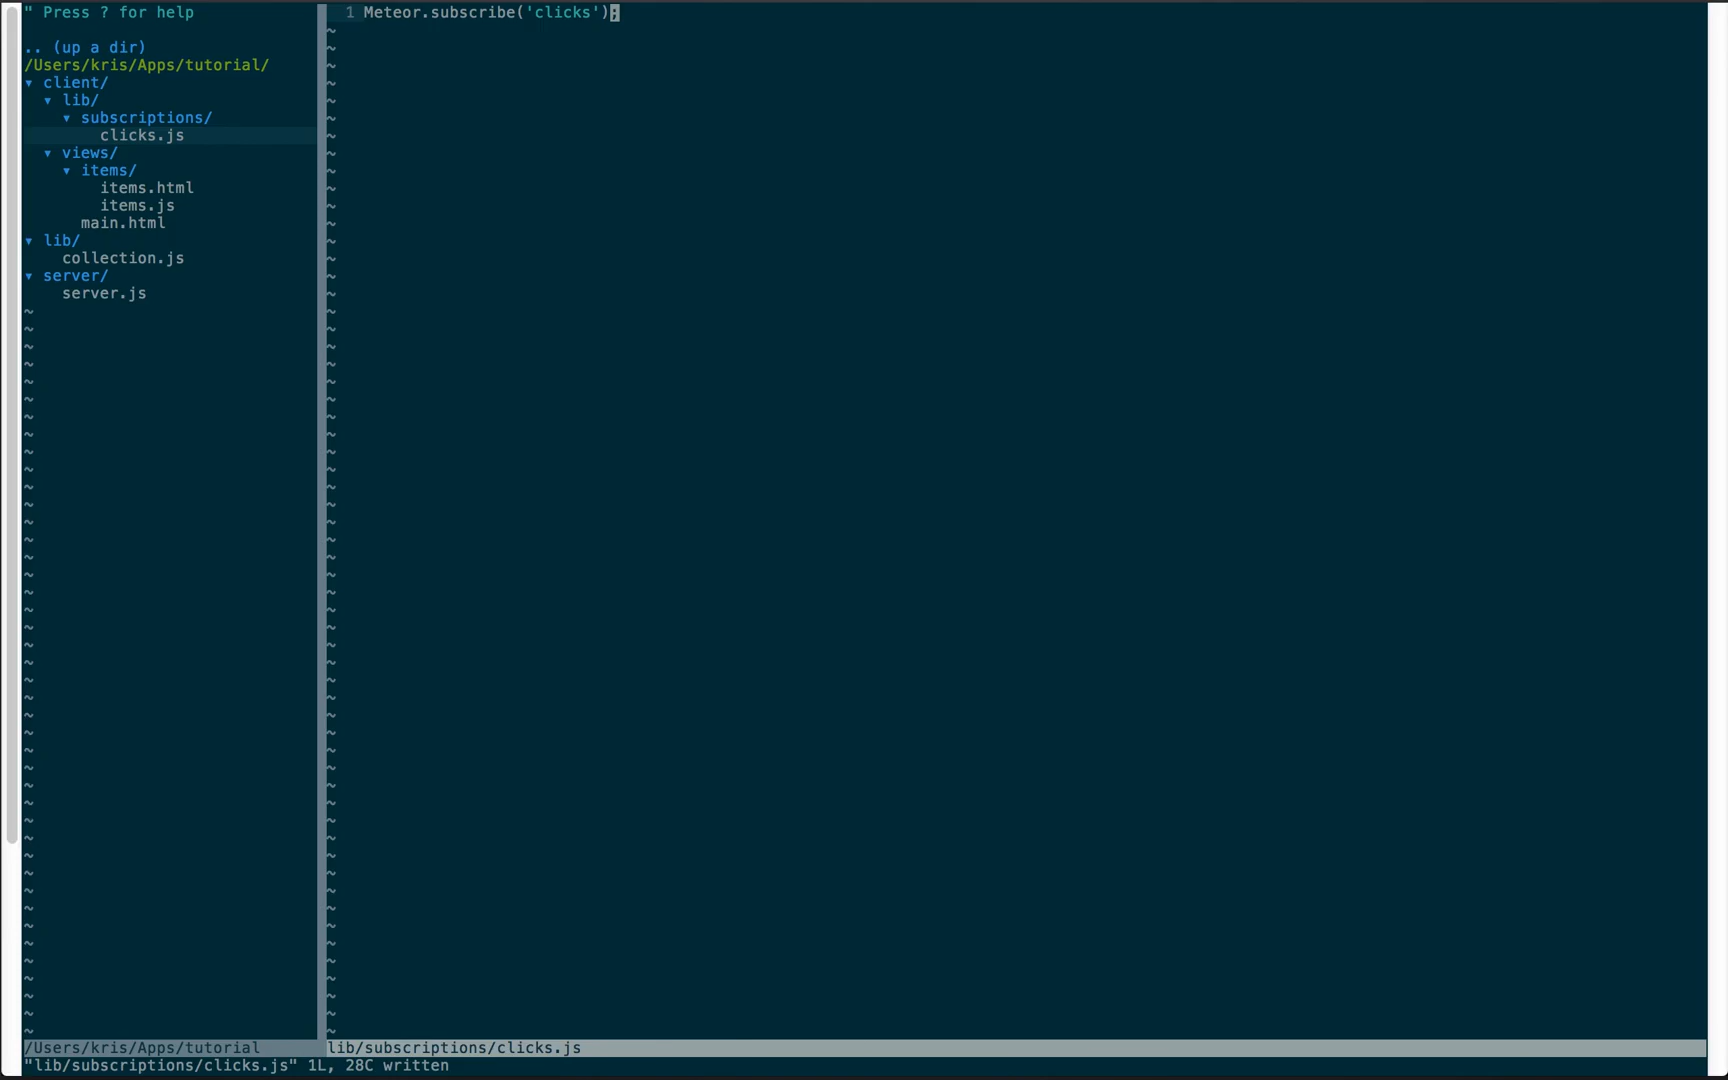 " Press ? for help
.. (up a dir)
/Users/kris/Apps/tutorial/
▾ client/
▾ lib/
▾ subscriptions/
clicks.js
▾ views/
▾ items/
items.html
items.js
main.html
▾ lib/
collection.js
▾ server/
server.js
/Users/kris/Apps/tutorial
1 Meteor.subscribe('clicks');
lib/subscriptions/clicks.js
"lib/subscriptions/clicks.js" 1L, 28C written